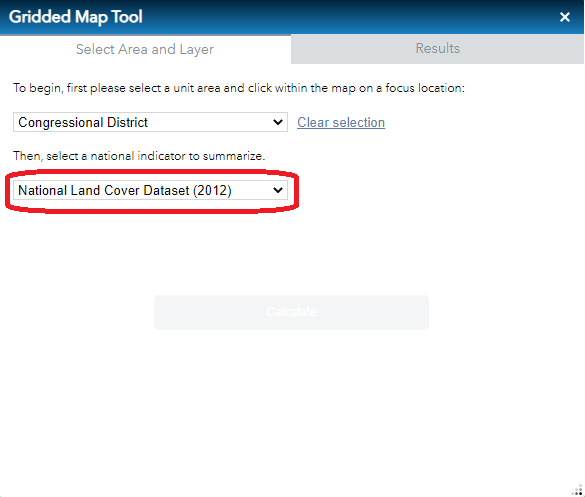 Gridded Map Tool ×
Select Area and Layer Results
To begin, first please select a unit area and click within the map on a focus location:
Congressional District Clear selection
Then, select a national indicator to summarize.
National Land Cover Dataset (2012)
Calculate